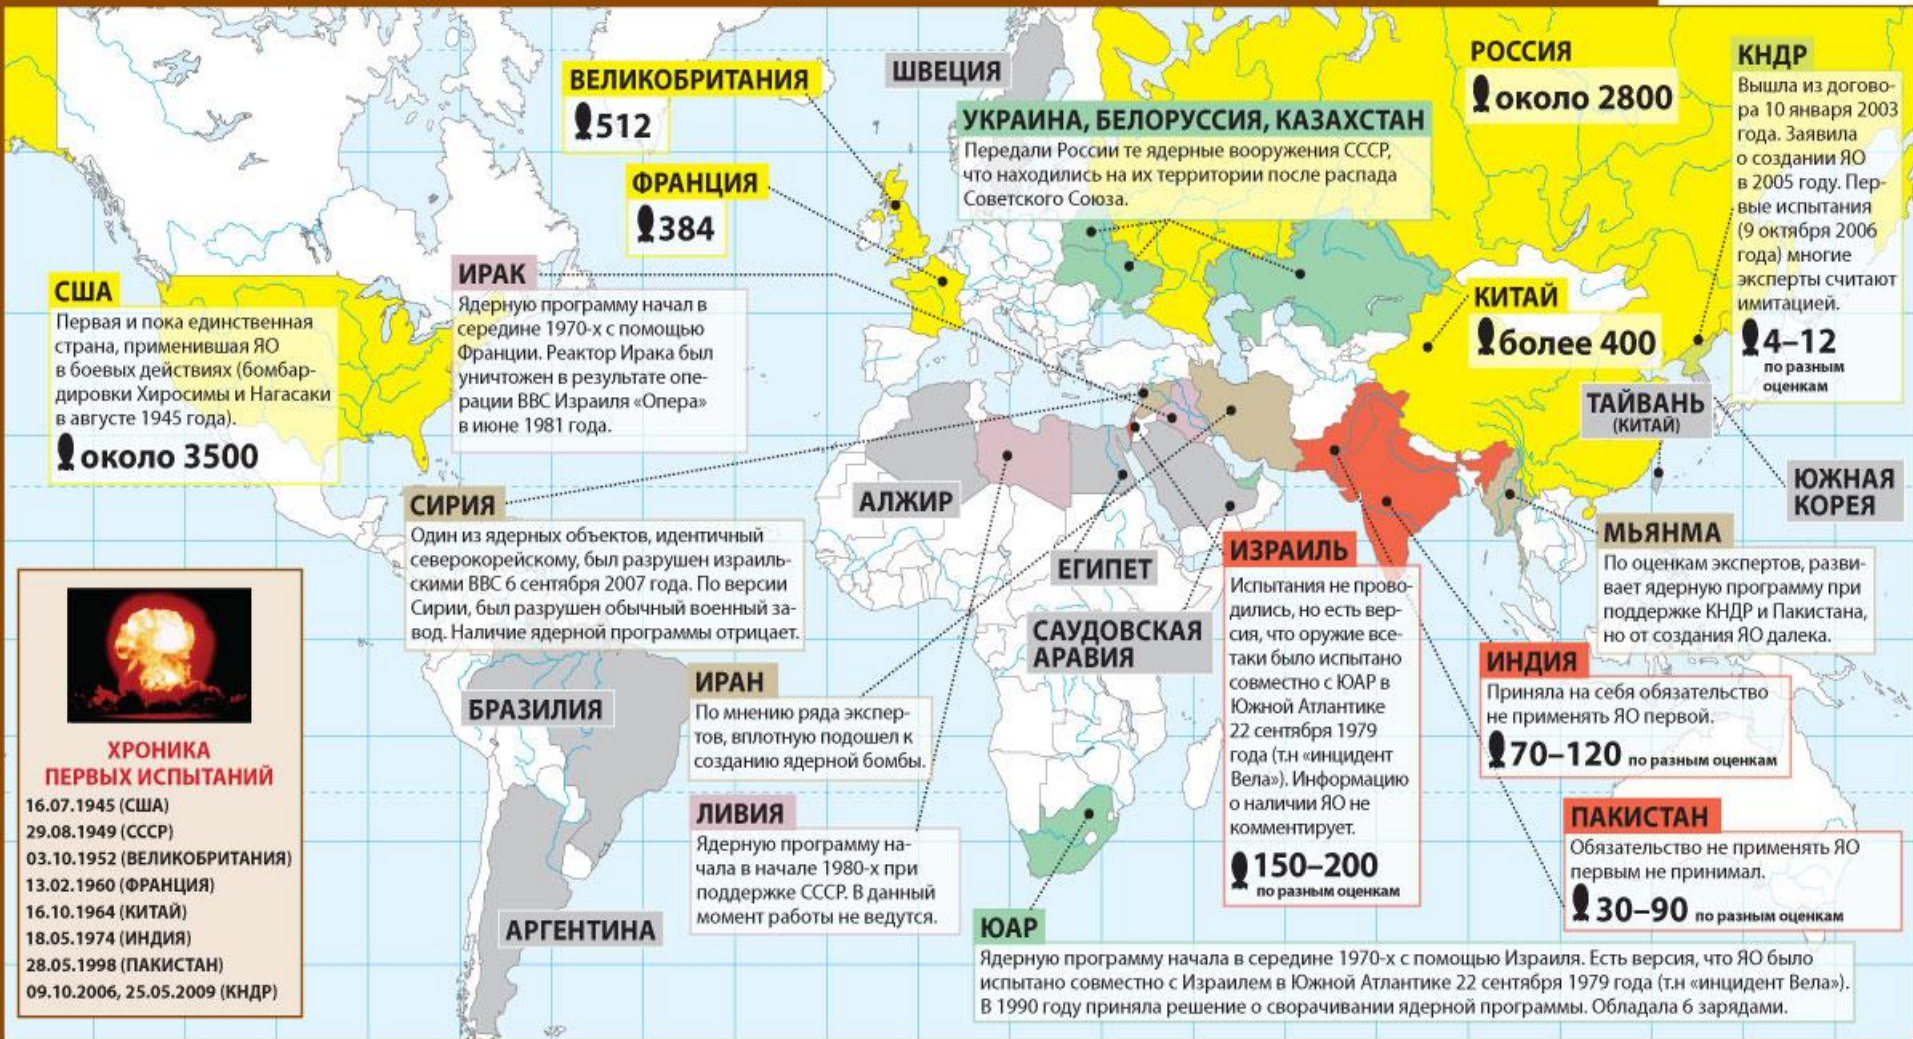 ВЕЛИКОБРИТАНИЯ
512
ШВЕЦИЯ
РОССИЯ
около 2800
КНДР
Вышла из догово-
ра 10 января 2003
года. Заявила
о создании ЯО
в 2005 году. Пер-
вые испытания
(9 октября 2006
года) многие
эксперты считают
имитацией.
4–12
по разным
оценкам
УКРАИНА, БЕЛОРУССИЯ, КАЗАХСТАН
Передали России те ядерные вооружения СССР,
что находились на их территории после распада
Советского Союза.
ФРАНЦИЯ
384
США
Первая и пока единственная
страна, применившая ЯО
в боевых действиях (бомбар-
дировки Хиросимы и Нагасаки
в августе 1945 года).
около 3500
ИРАК
Ядерную программу начал в
середине 1970-х с помощью
Франции. Реактор Ирака был
уничтожен в результате опе-
рации ВВС Израиля «Опера»
в июне 1981 года.
КИТАЙ
более 400
ТАЙВАНЬ
(КИТАЙ)
ЮЖНАЯ
КОРЕЯ
СИРИЯ
Один из ядерных объектов, идентичный
северокорейскому, был разрушен израиль-
скими ВВС 6 сентября 2007 года. По версии
Сирии, был разрушен обычный военный за-
вод. Наличие ядерной программы отрицает.
АЛЖИР
ЕГИПЕТ
САУДОВСКАЯ
АРАВИЯ
ИЗРАИЛЬ
Испытания не прово-
дились, но есть вер-
сия, что оружие все-
таки было испытано
совместно с ЮАР в
Южной Атлантике
22 сентября 1979
года (т.н «инцидент
Вела»). Информацию
о наличии ЯО не
комментирует.
150–200
по разным оценкам
МЬЯНМА
По оценкам экспертов, разви-
вает ядерную программу при
поддержке КНДР и Пакистана,
но от создания ЯО далека.
ИНДИЯ
Приняла на себя обязательство
не применять ЯО первой.
70–120 по разным оценкам
ПАКИСТАН
Обязательство не применять ЯО
первым не принимал.
30–90 по разным оценкам
ХРОНИКА
ПЕРВЫХ ИСПЫТАНИЙ
16.07.1945 (США)
29.08.1949 (СССР)
03.10.1952 (ВЕЛИКОБРИТАНИЯ)
13.02.1960 (ФРАНЦИЯ)
16.10.1964 (КИТАЙ)
18.05.1974 (ИНДИЯ)
28.05.1998 (ПАКИСТАН)
09.10.2006, 25.05.2009 (КНДР)
БРАЗИЛИЯ
ИРАН
По мнению ряда экспер-
тов, вплотную подошел к
созданию ядерной бомбы.
ЛИВИЯ
Ядерную программу на-
чала в начале 1980-х при
поддержке СССР. В данный
момент работы не ведутся.
АРГЕНТИНА
ЮАР
Ядерную программу начала в середине 1970-х с помощью Израиля. Есть версия, что ЯО было
испытано совместно с Израилем в Южной Атлантике 22 сентября 1979 года (т.н «инцидент Вела»).
В 1990 году приняла решение о сворачивании ядерной программы. Обладала 6 зарядами.